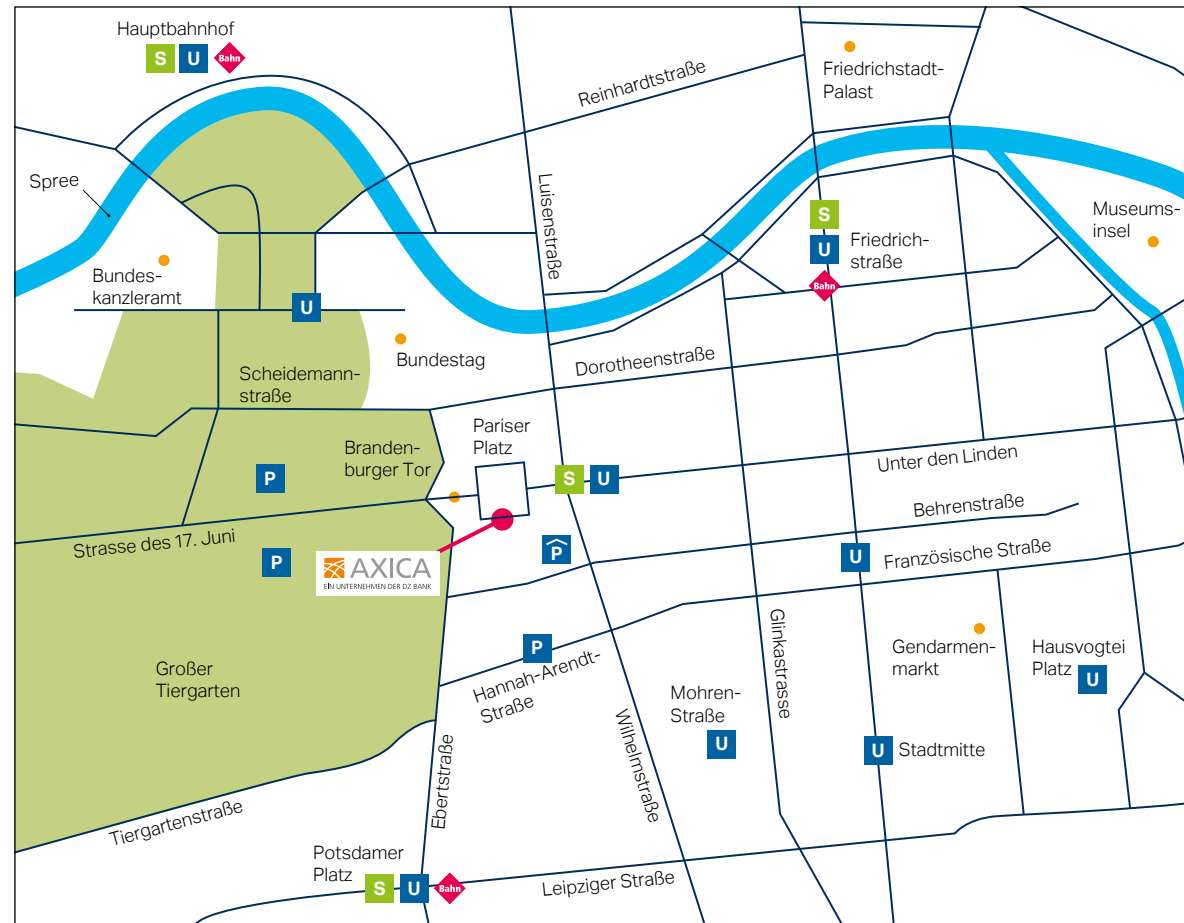 Hauptbahnhof
S U Bahn
Reinhardtstraße
Friedrichstadt-
Palast
Spree
Luisenstraße
S
U
Bahn
Friedrich-
straße
Museums-
insel
Bundes-
kanzleramt
U
Bundestag
Scheidemann-
straße
Dorotheenstraße
Pariser
Platz
Branden-
burger Tor
P
S U
Unter den Linden
Behrenstraße
Strasse des 17. Juni
P
AXICA
EIN UNTERNEHMEN DER DZ BANK
P
U
Französische Straße
Großer
Tiergarten
P
Hannah-Arendt-
Straße
Glinkastrasse
Gendarmen-
markt
Hausvogtei
Platz
U
Mohren-
Straße
U
Wilhelmstraße
U Stadtmitte
Ebertstraße
Tiergartenstraße
Potsdamer
Platz
S U Bahn
Leipziger Straße